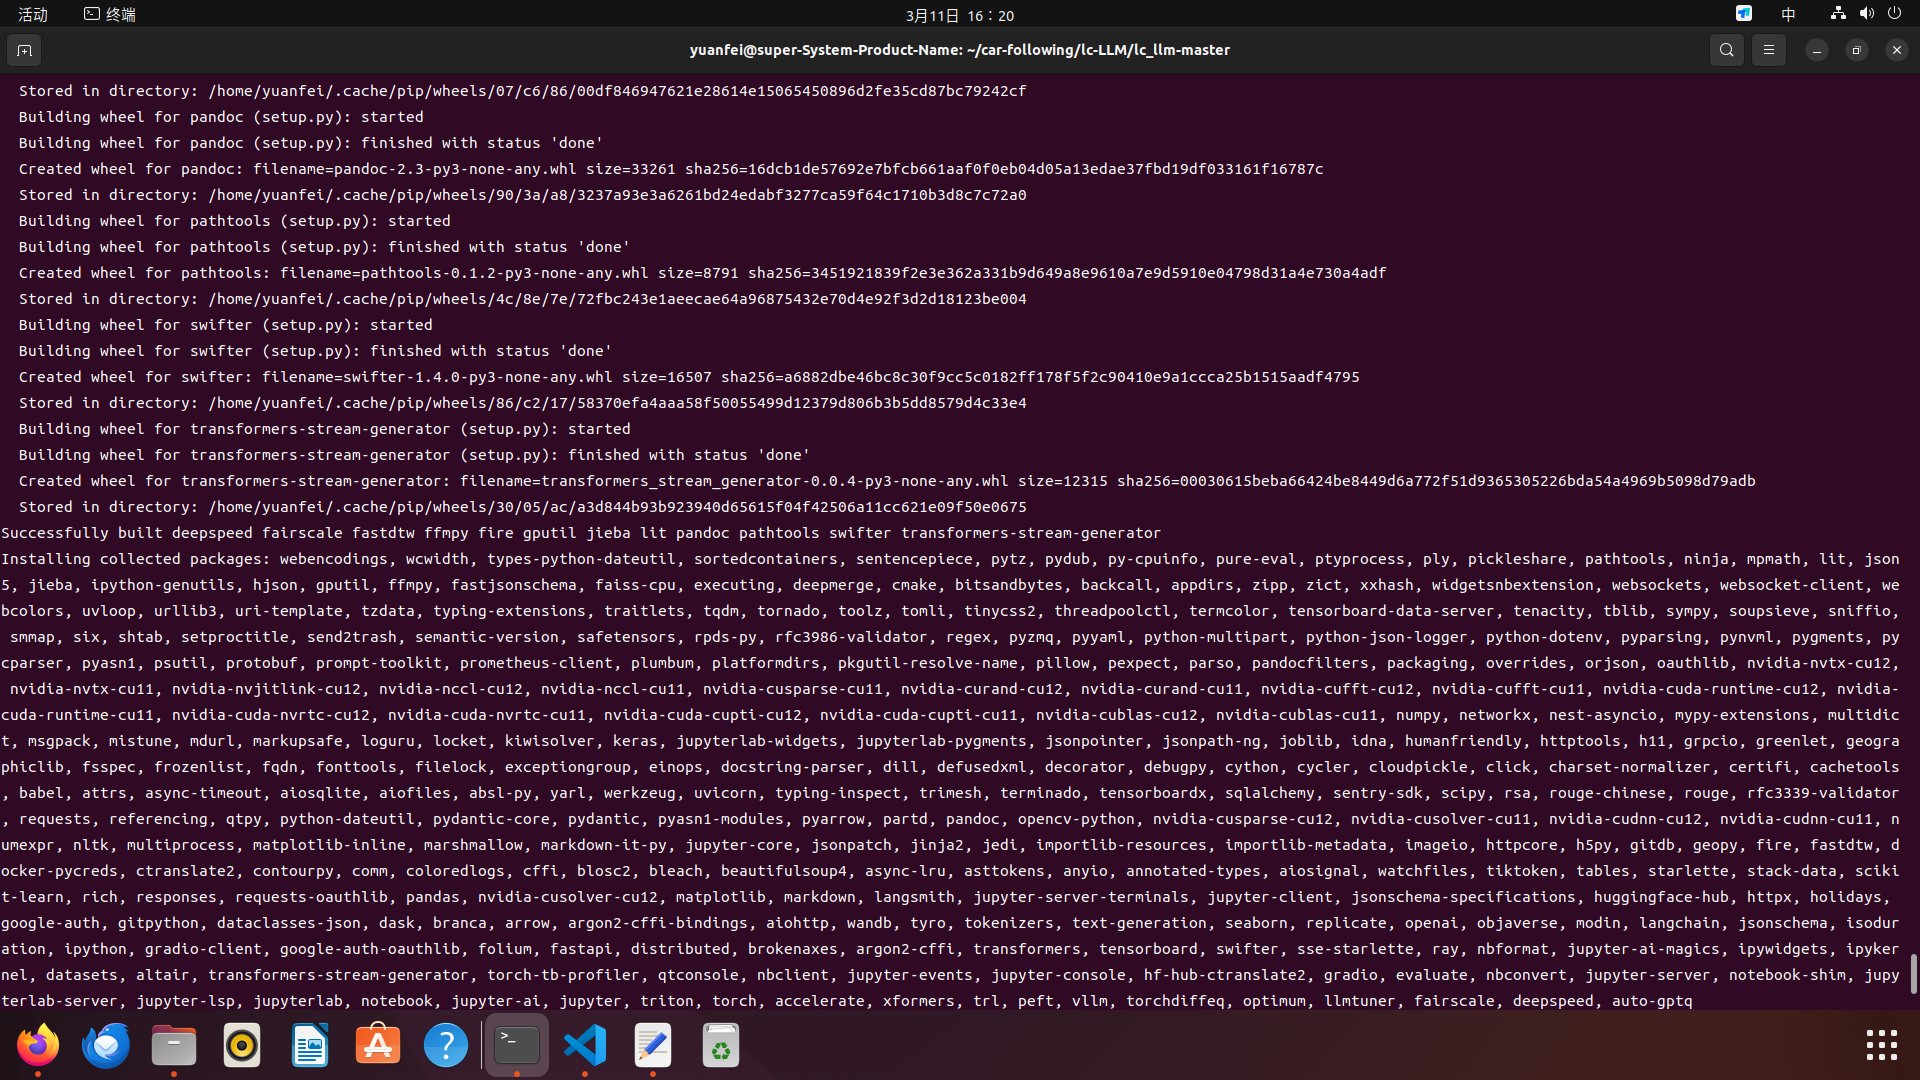 活动 终端 3月11日 16：20 中
yuanfei@super-System-Product-Name: ~/car-following/lc-LLM/lc_llm-master
Stored in directory: /home/yuanfei/.cache/pip/wheels/07/c6/86/00df846947621e28614e15065450896d2fe35cd87bc79242cf
Building wheel for pandoc (setup.py): started
Building wheel for pandoc (setup.py): finished with status 'done'
Created wheel for pandoc: filename=pandoc-2.3-py3-none-any.whl size=33261 sha256=16dcb1de57692e7bfcb661aaf0f0eb04d05a13edae37fbd19df033161f16787c
Stored in directory: /home/yuanfei/.cache/pip/wheels/90/3a/a8/3237a93e3a6261bd24edabf3277ca59f64c1710b3d8c7c72a0
Building wheel for pathtools (setup.py): started
Building wheel for pathtools (setup.py): finished with status 'done'
Created wheel for pathtools: filename=pathtools-0.1.2-py3-none-any.whl size=8791 sha256=3451921839f2e3e362a331b9d649a8e9610a7e9d5910e04798d31a4e730a4adf
Stored in directory: /home/yuanfei/.cache/pip/wheels/4c/8e/7e/72fbc243e1aeecae64a96875432e70d4e92f3d2d18123be004
Building wheel for swifter (setup.py): started
Building wheel for swifter (setup.py): finished with status 'done'
Created wheel for swifter: filename=swifter-1.4.0-py3-none-any.whl size=16507 sha256=a6882dbe46bc8c30f9cc5c0182ff178f5f2c90410e9a1ccca25b1515aadf4795
Stored in directory: /home/yuanfei/.cache/pip/wheels/86/c2/17/58370efa4aaa58f50055499d12379d806b3b5dd8579d4c33e4
Building wheel for transformers-stream-generator (setup.py): started
Building wheel for transformers-stream-generator (setup.py): finished with status 'done'
Created wheel for transformers-stream-generator: filename=transformers_stream_generator-0.0.4-py3-none-any.whl size=12315 sha256=00030615beba66424be8449d6a772f51d9365305226bda54a4969b5098d79adb
Stored in directory: /home/yuanfei/.cache/pip/wheels/30/05/ac/a3d844b93b923940d65615f04f42506a11cc621e09f50e0675
Successfully built deepspeed fairscale fastdtw ffmpy fire gputil jieba lit pandoc pathtools swifter transformers-stream-generator
Installing collected packages: webencodings, wcwidth, types-python-dateutil, sortedcontainers, sentencepiece, pytz, pydub, py-cpuinfo, pure-eval, ptyprocess, ply, pickleshare, pathtools, ninja, mpmath, lit, json
5, jieba, ipython-genutils, hjson, gputil, ffmpy, fastjsonschema, faiss-cpu, executing, deepmerge, cmake, bitsandbytes, backcall, appdirs, zipp, zict, xxhash, widgetsnbextension, websockets, websocket-client, we
bcolors, uvloop, urllib3, uri-template, tzdata, typing-extensions, traitlets, tqdm, tornado, toolz, tomli, tinycss2, threadpoolctl, termcolor, tensorboard-data-server, tenacity, tblib, sympy, soupsieve, sniffio,
smmap, six, shtab, setproctitle, send2trash, semantic-version, safetensors, rpds-py, rfc3986-validator, regex, pyzmq, pyyaml, python-multipart, python-json-logger, python-dotenv, pyparsing, pynvml, pygments, py
cparser, pyasn1, psutil, protobuf, prompt-toolkit, prometheus-client, plumbum, platformdirs, pkgutil-resolve-name, pillow, pexpect, parso, pandocfilters, packaging, overrides, orjson, oauthlib, nvidia-nvtx-cu12,
nvidia-nvtx-cu11, nvidia-nvjitlink-cu12, nvidia-nccl-cu12, nvidia-nccl-cu11, nvidia-cusparse-cu11, nvidia-curand-cu12, nvidia-curand-cu11, nvidia-cufft-cu12, nvidia-cufft-cu11, nvidia-cuda-runtime-cu12, nvidia-
cuda-runtime-cu11, nvidia-cuda-nvrtc-cu12, nvidia-cuda-nvrtc-cu11, nvidia-cuda-cupti-cu12, nvidia-cuda-cupti-cu11, nvidia-cublas-cu12, nvidia-cublas-cu11, numpy, networkx, nest-asyncio, mypy-extensions, multidic
t, msgpack, mistune, mdurl, markupsafe, loguru, locket, kiwisolver, keras, jupyterlab-widgets, jupyterlab-pygments, jsonpointer, jsonpath-ng, joblib, idna, humanfriendly, httptools, h11, grpcio, greenlet, geogra
phiclib, fsspec, frozenlist, fqdn, fonttools, filelock, exceptiongroup, einops, docstring-parser, dill, defusedxml, decorator, debugpy, cython, cycler, cloudpickle, click, charset-normalizer, certifi, cachetools
, babel, attrs, async-timeout, aiosqlite, aiofiles, absl-py, yarl, werkzeug, uvicorn, typing-inspect, trimesh, terminado, tensorboardx, sqlalchemy, sentry-sdk, scipy, rsa, rouge-chinese, rouge, rfc3339-validator
, requests, referencing, qtpy, python-dateutil, pydantic-core, pydantic, pyasn1-modules, pyarrow, partd, pandoc, opencv-python, nvidia-cusparse-cu12, nvidia-cusolver-cu11, nvidia-cudnn-cu12, nvidia-cudnn-cu11, n
umexpr, nltk, multiprocess, matplotlib-inline, marshmallow, markdown-it-py, jupyter-core, jsonpatch, jinja2, jedi, importlib-resources, importlib-metadata, imageio, httpcore, h5py, gitdb, geopy, fire, fastdtw, d
ocker-pycreds, ctranslate2, contourpy, comm, coloredlogs, cffi, blosc2, bleach, beautifulsoup4, async-lru, asttokens, anyio, annotated-types, aiosignal, watchfiles, tiktoken, tables, starlette, stack-data, sciki
t-learn, rich, responses, requests-oauthlib, pandas, nvidia-cusolver-cu12, matplotlib, markdown, langsmith, jupyter-server-terminals, jupyter-client, jsonschema-specifications, huggingface-hub, httpx, holidays,
google-auth, gitpython, dataclasses-json, dask, branca, arrow, argon2-cffi-bindings, aiohttp, wandb, tyro, tokenizers, text-generation, seaborn, replicate, openai, objaverse, modin, langchain, jsonschema, isodur
ation, ipython, gradio-client, google-auth-oauthlib, folium, fastapi, distributed, brokenaxes, argon2-cffi, transformers, tensorboard, swifter, sse-starlette, ray, nbformat, jupyter-ai-magics, ipywidgets, ipyker
nel, datasets, altair, transformers-stream-generator, torch-tb-profiler, qtconsole, nbclient, jupyter-events, jupyter-console, hf-hub-ctranslate2, gradio, evaluate, nbconvert, jupyter-server, notebook-shim, jupy
terlab-server, jupyter-lsp, jupyterlab, notebook, jupyter-ai, jupyter, triton, torch, accelerate, xformers, trl, peft, vllm, torchdiffeq, optimum, llmtuner, fairscale, deepspeed, auto-gptq